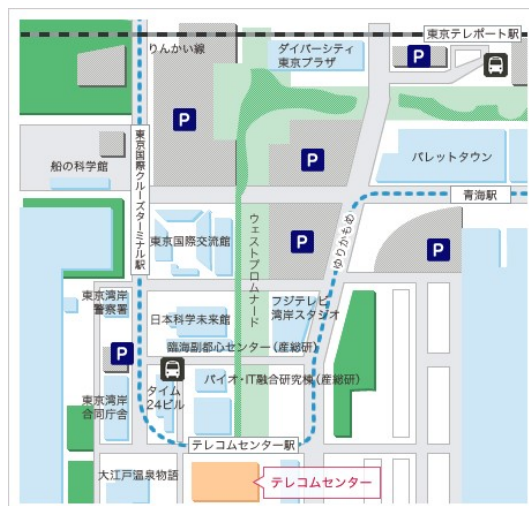 東京テレポート駅
りんかい線
ダイバーシティ
東京プラザ
P
P
P
船の科学館
パレットタウン
東京国際クルーズターミナル駅
青海駅
ウェストプロムナード
ゆりかもめ
東京国際交流館
P
P
東京湾岸
警察署
フジテレビ
湾岸スタジオ
日本科学未来館
臨海副都心センター(産総研)
P
タイム
24ビル
バイオ・IT融合研究棟(産総研)
東京湾岸
合同庁舎
テレコムセンター駅
大江戸温泉物語
テレコムセンター